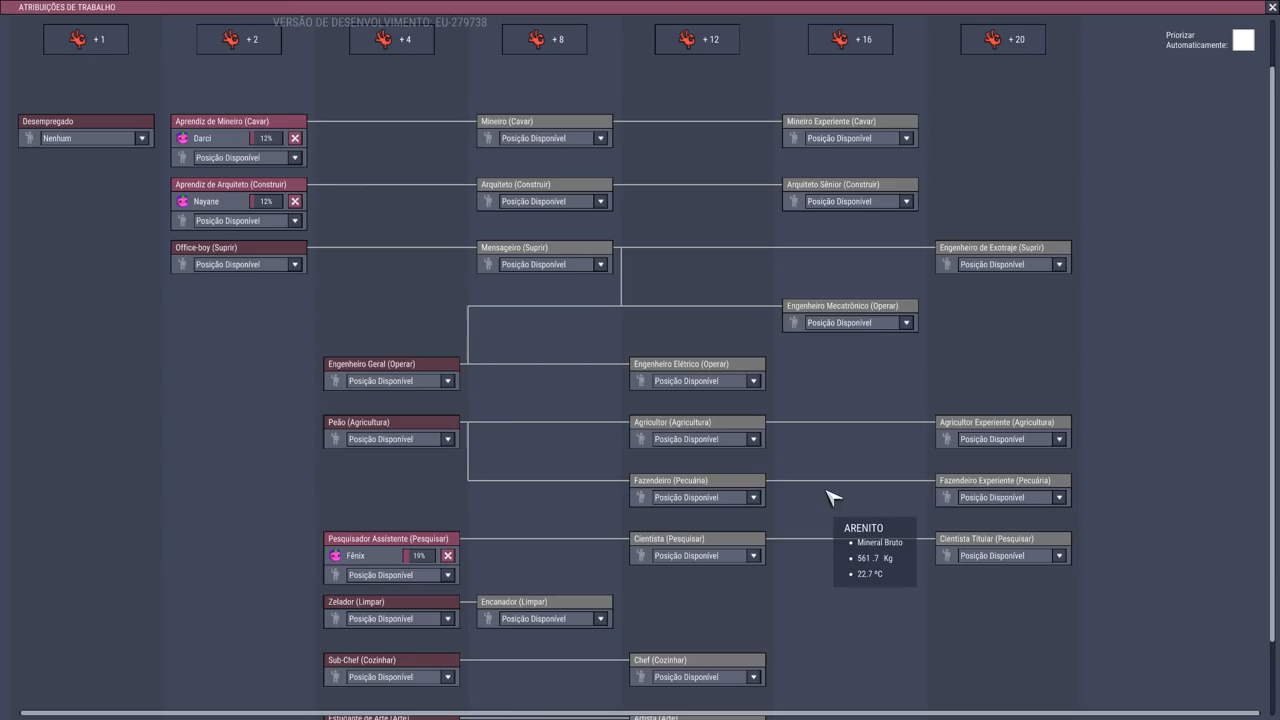 ATRIBUIÇÕES DE TRABALHO
VERSÃO DE DESENVOLVIMENTO: EU-279738
+ 1
+ 2
+ 4
+ 8
+ 12
+ 16
+ 20
Priorizar
Automaticamente:
Desempregado
Nenhum
Aprendiz de Mineiro (Cavar)
Darci
12%
Posição Disponível
Mineiro (Cavar)
Posição Disponível
Mineiro Experiente (Cavar)
Posição Disponível
Aprendiz de Arquiteto (Construir)
Nayane
12%
Posição Disponível
Arquiteto (Construir)
Posição Disponível
Arquiteto Sênior (Construir)
Posição Disponível
Office-boy (Suprir)
Posição Disponível
Mensageiro (Suprir)
Posição Disponível
Engenheiro de Exotraje (Suprir)
Posição Disponível
Engenheiro Mecatrônico (Operar)
Posição Disponível
Engenheiro Geral (Operar)
Posição Disponível
Engenheiro Elétrico (Operar)
Posição Disponível
Peão (Agricultura)
Posição Disponível
Agricultor (Agricultura)
Posição Disponível
Agricultor Experiente (Agricultura)
Posição Disponível
Fazendeiro (Pecuária)
Posição Disponível
Fazendeiro Experiente (Pecuária)
Posição Disponível
ARENITO
• Mineral Bruto
• 561 .7 Kg
• 22.7 ºC
Pesquisador Assistente (Pesquisar)
Fênix
19%
Posição Disponível
Cientista (Pesquisar)
Posição Disponível
Cientista Titular (Pesquisar)
Posição Disponível
Zelador (Limpar)
Posição Disponível
Encanador (Limpar)
Posição Disponível
Sub-Chef (Cozinhar)
Posição Disponível
Chef (Cozinhar)
Posição Disponível
Estudante de Arte (Arte)
Artista (Arte)